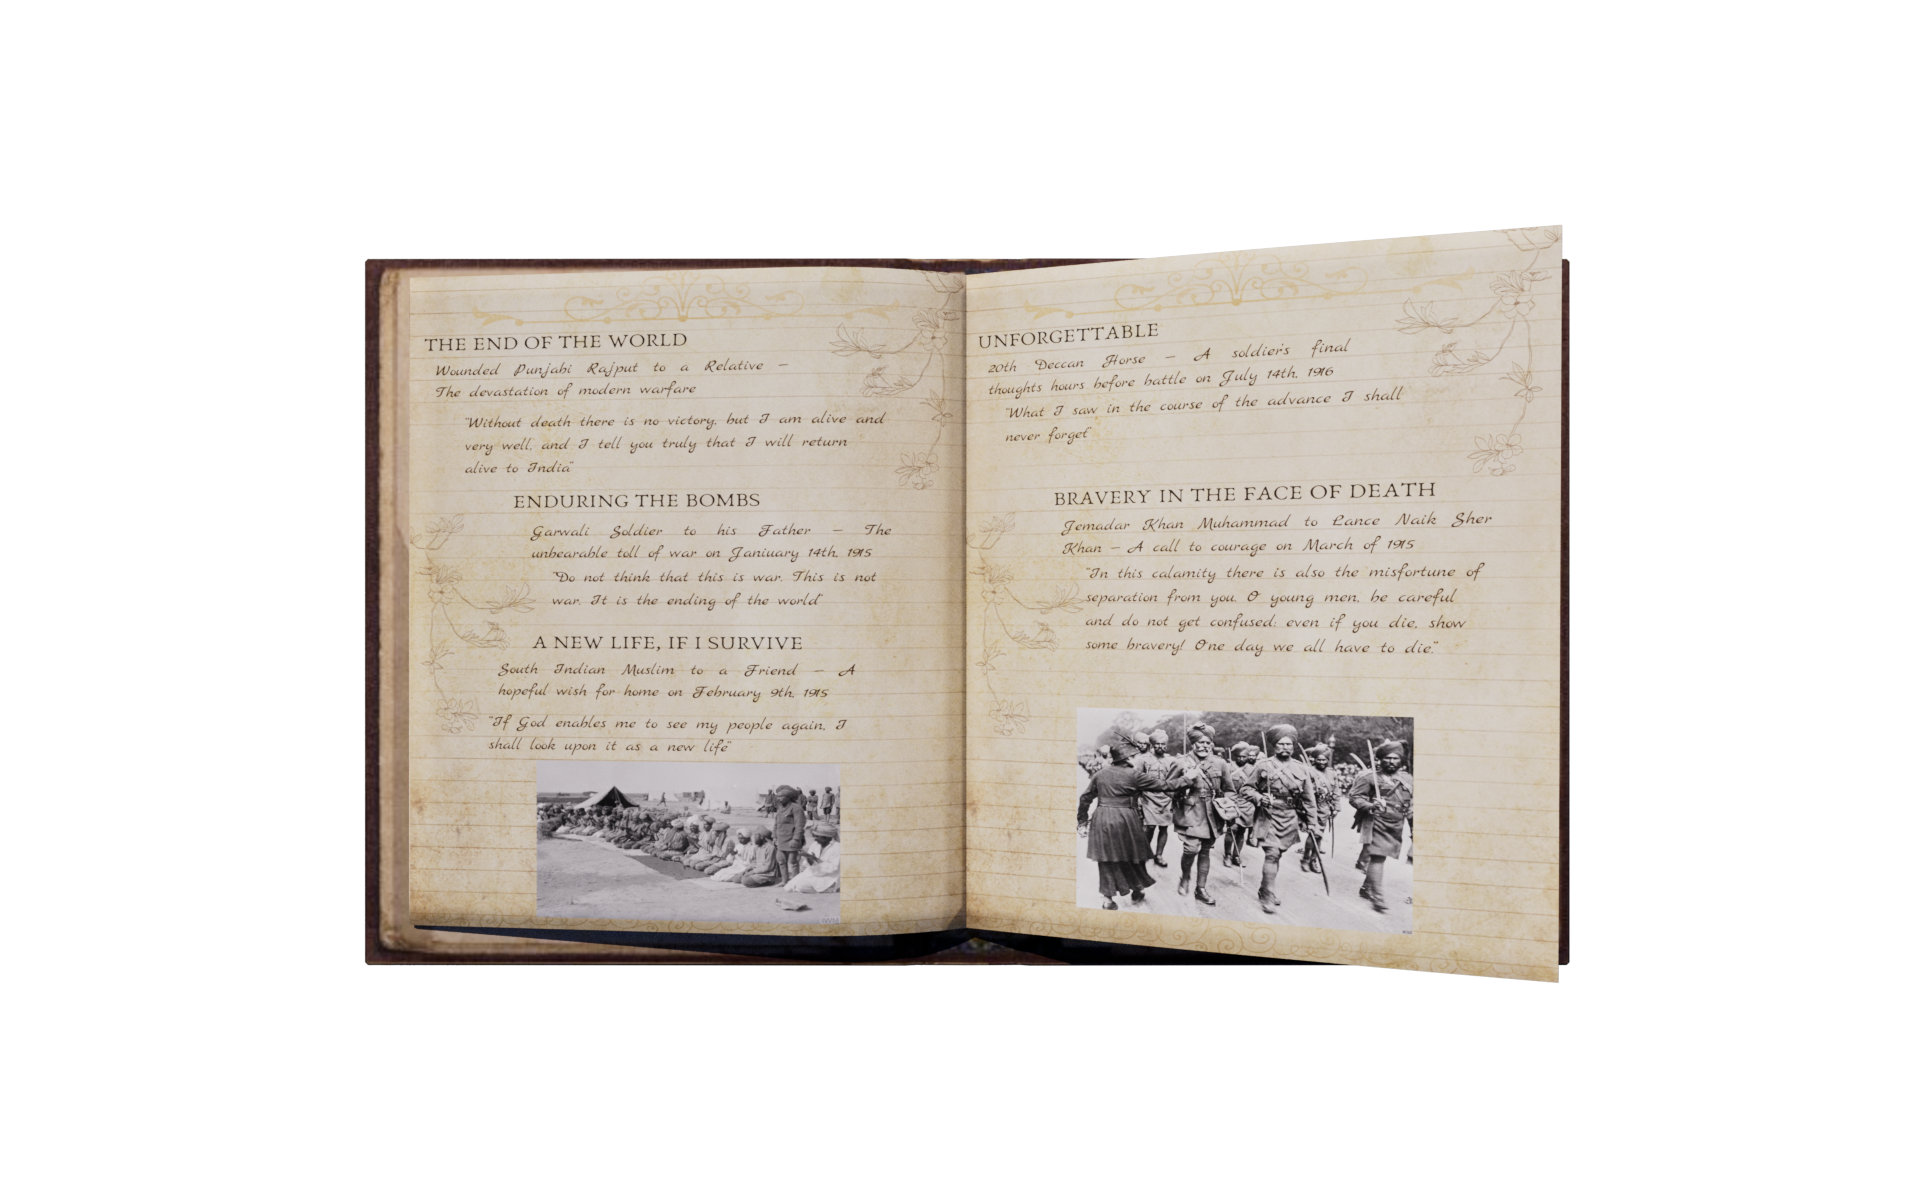 THE END OF THE WORLD
Wounded Punjabi Rajput to a Relative –
The devastation of modern warfare
"Without death there is no victory, but I am alive and
very well, and I tell you truly that I will return
alive to India"
ENDURING THE BOMBS
Garwali Soldier to his Father – The
unbearable toll of war on Janiuary 14th, 1915
"Do not think that this is war. This is not
war. It is the ending of the world"
A NEW LIFE, IF I SURVIVE
South Indian Muslim to a Friend – A
hopeful wish for home on February 9th, 1915
"If God enables me to see my people again, I
shall look upon it as a new life"
UNFORGETTABLE
20th Deccan Horse – A soldier's final
thoughts hours before battle on July 14th, 1916
"What I saw in the course of the advance I shall
never forget"
BRAVERY IN THE FACE OF DEATH
Jemadar Khan Muhammad to Lance Naik Sher
Khan – A call to courage on March of 1915
"In this calamity there is also the misfortune of
separation from you. O young men, be careful
and do not get confused; even if you die, show
some bravery! One day we all have to die."